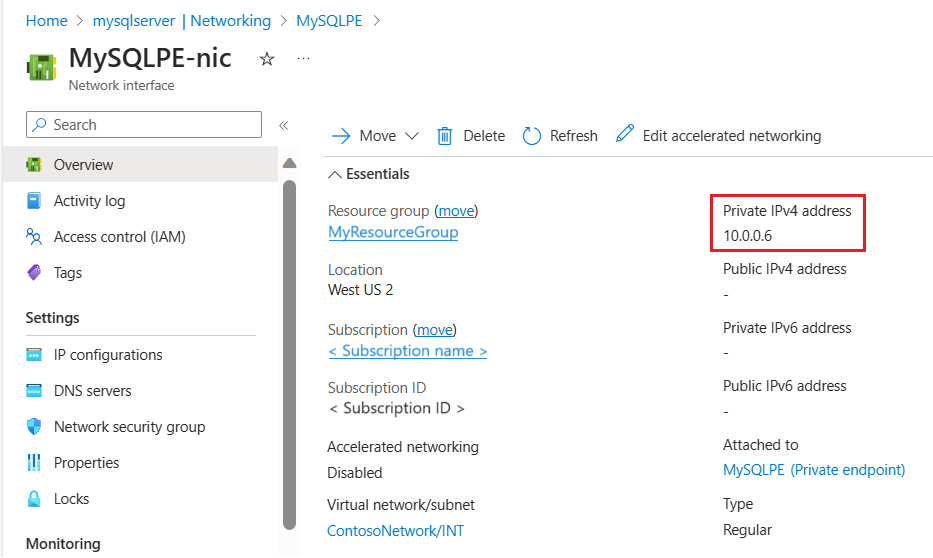 Home > mysqlserver | Networking > MySQLPE >
MySQLPE-nic
Network interface
Search
Overview
Activity log
Access control (IAM)
Tags
Settings
IP configurations
DNS servers
Network security group
Properties
Locks
Monitoring
Move Delete Refresh Edit accelerated networking
Essentials
Resource group (move)
MyResourceGroup
Location
West US 2
Subscription (move)
< Subscription name >
Subscription ID
< Subscription ID >
Accelerated networking
Disabled
Virtual network/subnet
ContosoNetwork/INT
Private IPv4 address
10.0.0.6
Public IPv4 address
-
Private IPv6 address
-
Public IPv6 address
-
Attached to
MySQLPE (Private endpoint)
Type
Regular